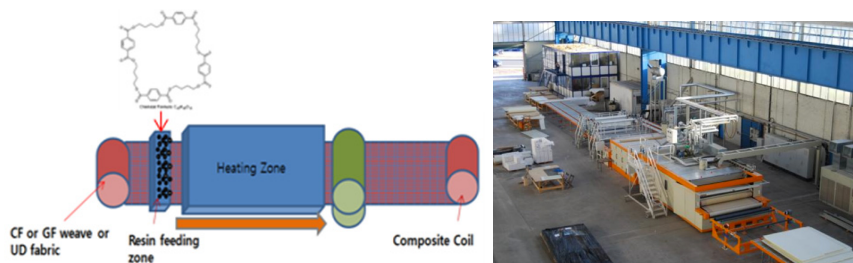 Heating Zone
CF or GF weave or
UD fabric
Resin feeding
zone
Composite Coil